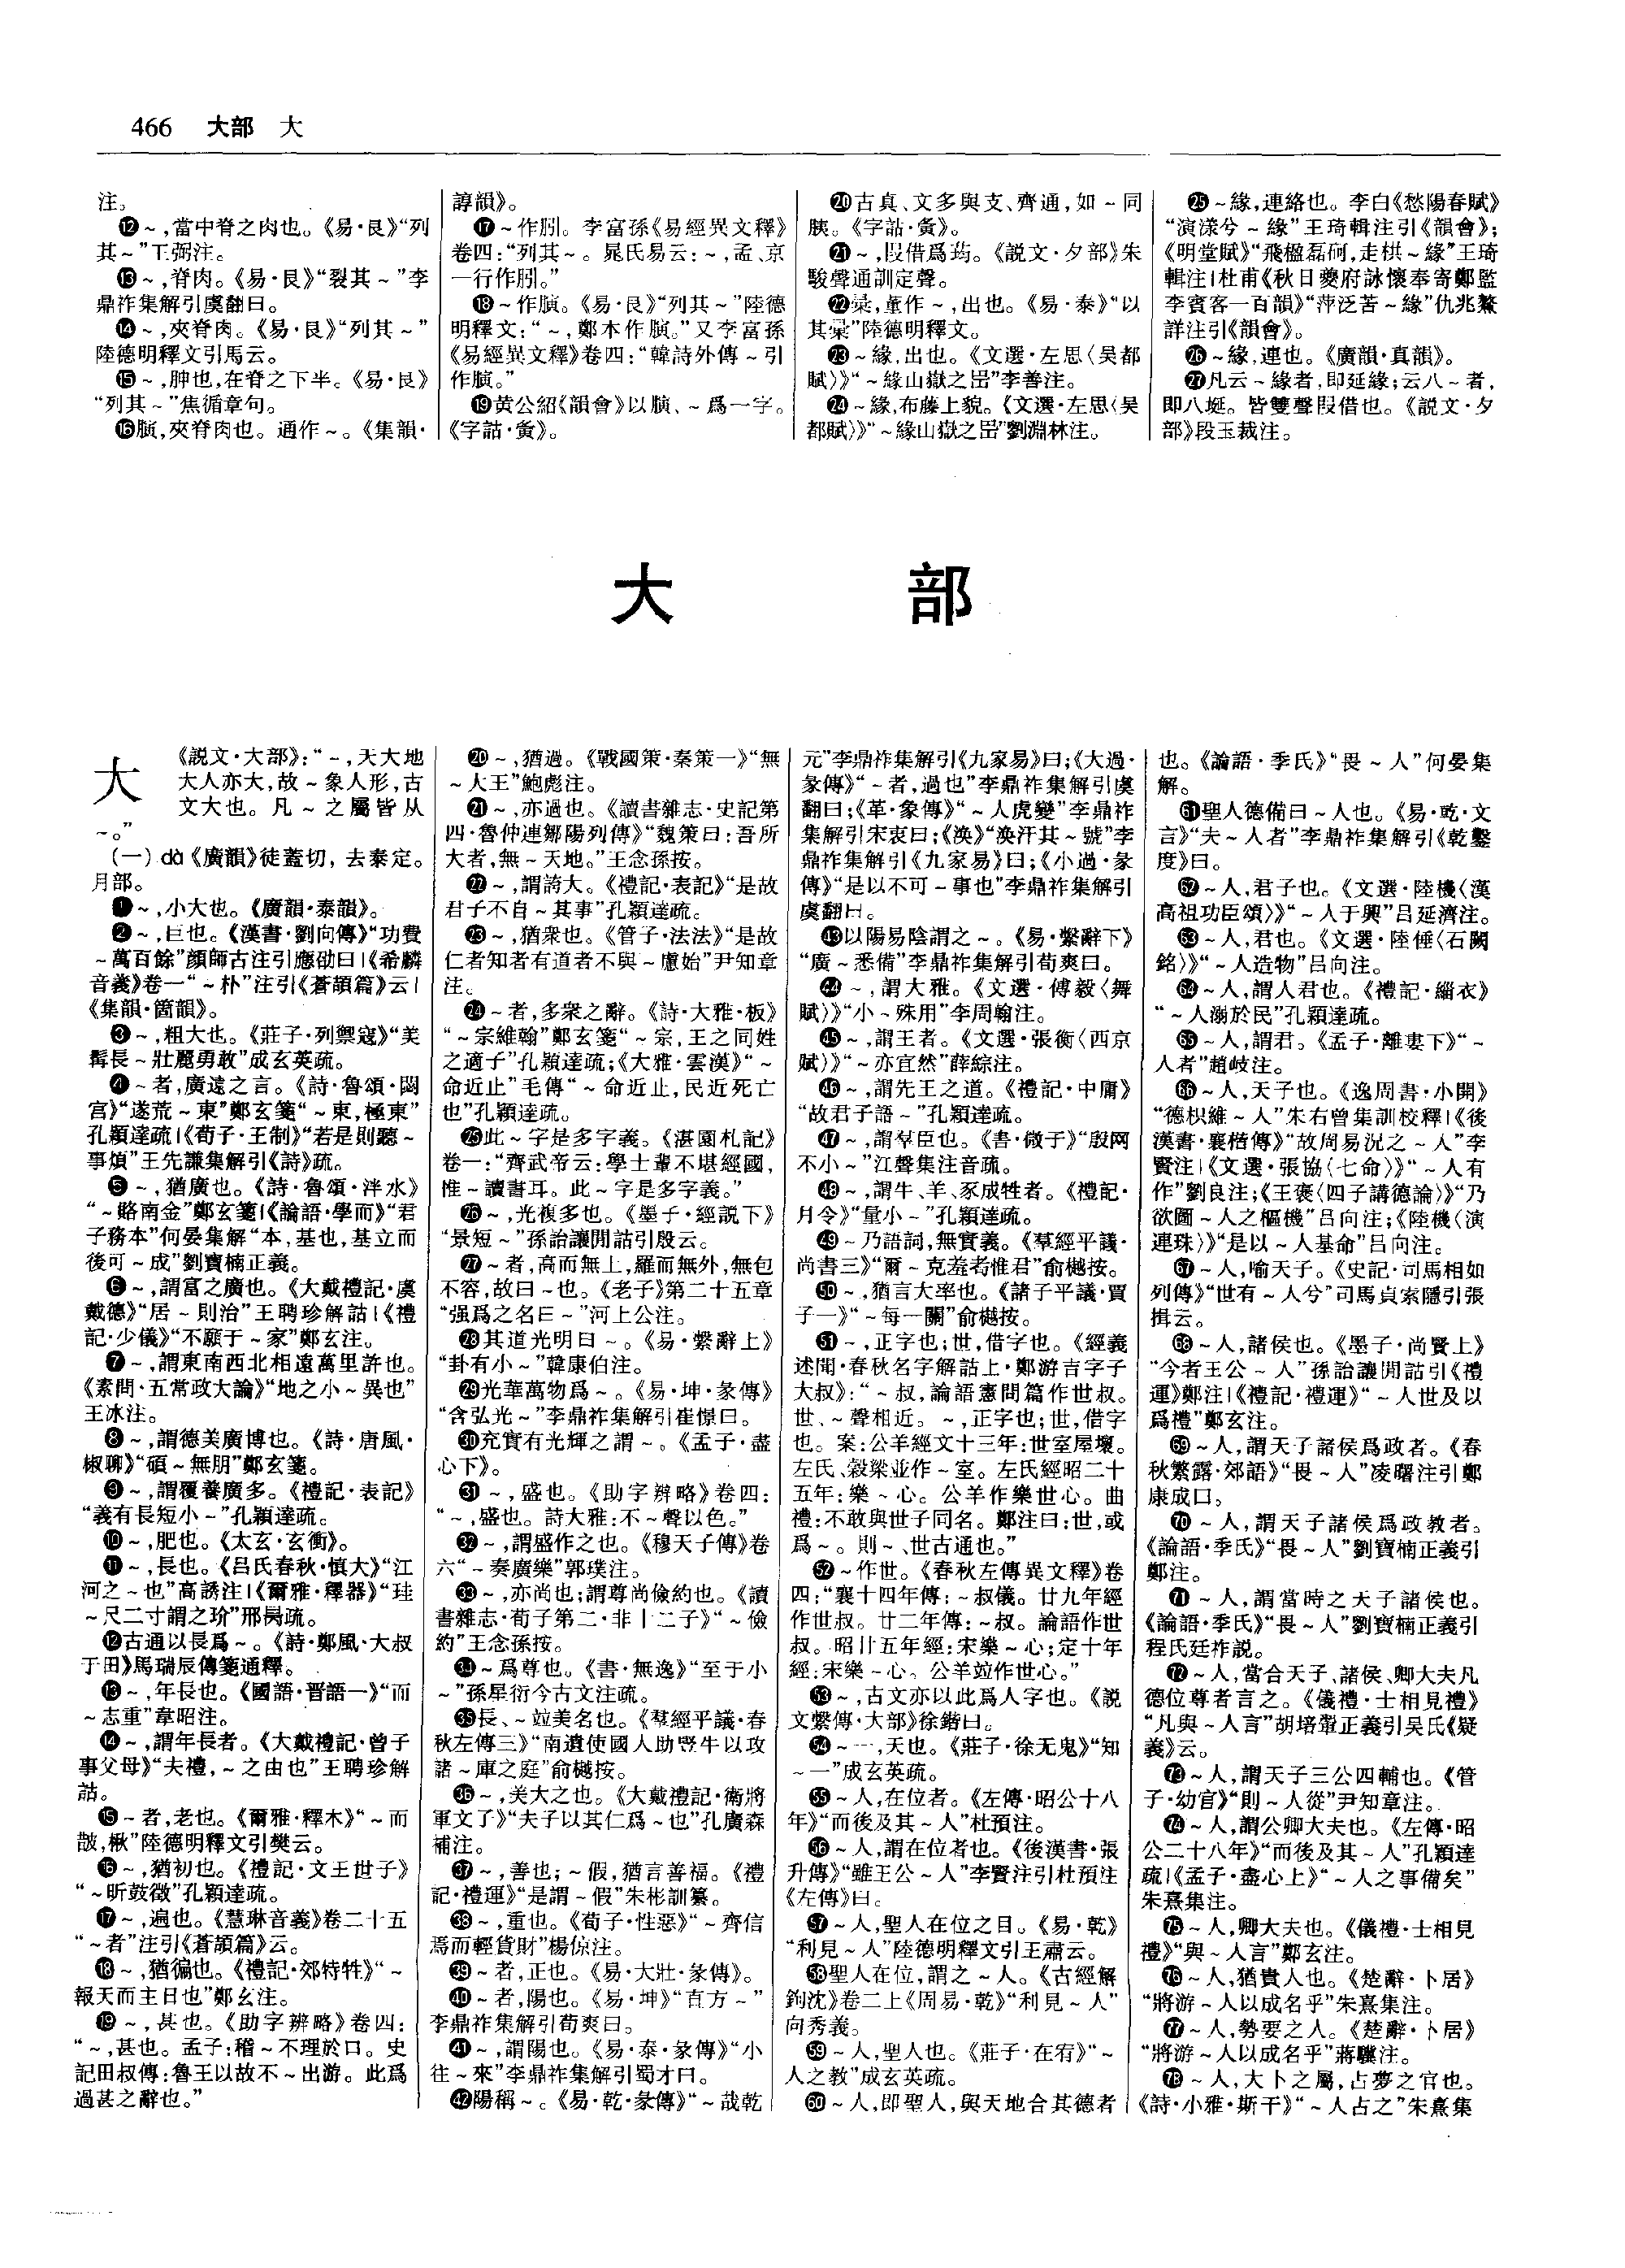 466 大部 大
注。
⑫～,當中脊之肉也。《易·艮》“列
其～”王弼注。
⑬～,脊肉。《易·艮》“裂其～”李
鼎祚集解引虞翻曰。
⑭～,夾脊肉。《易·艮》“列其～”
陸德明釋文引馬云。
⑮～,胂也,在脊之下半。《易·艮》
“列其～”焦循章句。
⑯䐜,夾脊肉也。通作～。《集韻·
諄韻》。
⑰～作䏖。李富孫《易經異文釋》
卷四:“列其～。晁氏易云:～,孟、京
一行作䏖。”
⑱～作䐜。《易·艮》“列其～”陸德
明釋文:“～,鄭本作䐜。”又李富孫
《易經異文釋》卷四:“韓詩外傳～引
作䐜。”
⑲黄公紹《韻會》以䐜、～爲一字。
《字詁·夤》。
⑳古真、文多與支、齊通,如～同
胰。《字詁·夤》。
㉑～,叚借爲𦙫。《説文·夕部》朱
駿聲通訓定聲。
㉒彙,董作～,出也。《易·泰》“以
其彙”陸德明釋文。
㉓～緣,出也。《文選·左思〈吴都
賦〉》“～緣山嶽之岊”李善注。
㉔～緣,布藤上貌。《文選·左思〈吴
都賦〉》“～緣山嶽之岊”劉淵林注。
㉕～緣,連絡也。李白《愁陽春賦》
“演漾兮～緣”王琦輯注引《韻會》;
《明堂賦》“飛楹磊砢,走栱～緣”王琦
輯注|杜甫《秋日夔府詠懷奉寄鄭監
李賓客一百韻》“萍泛苦～緣”仇兆鰲
詳注引《韻會》。
㉖～緣,連也。《廣韻·真韻》。
㉗凡云～緣者,即延緣;云八～者,
即八埏。皆雙聲叚借也。《説文·夕
部》段玉裁注。
大 部
大
《説文·大部》:“～,天大地
大人亦大,故～象人形,古
文大也。凡～之屬皆从
～。”
(一) dà《廣韻》徒蓋切, 去泰定。
月部。
❶～,小大也。《廣韻·泰韻》。
❷～,巨也。《漢書·劉向傳》“功費
～萬百餘”顔師古注引應劭曰|《希麟
音義》卷一“～朴”注引《蒼頡篇》云|
《集韻·箇韻》。
❸～,粗大也。《莊子·列禦寇》“美
髯長～壯麗勇敢”成玄英疏。
❹～者,廣遠之言。《詩·魯頌·閟
宫》“遂荒～東”鄭玄箋“～東,極東”
孔穎達疏|《荀子·王制》“若是則聽～
事煩”王先謙集解引《詩》疏。
❺～,猶廣也。《詩·魯頌·泮水》
“～賂南金”鄭玄箋|《論語·學而》“君
子務本”何晏集解“本,基也,基立而
後可～成”劉寶楠正義。
❻～,謂富之廣也。《大戴禮記·虞
戴德》“居～則治”王聘珍解詁|《禮
記·少儀》“不願于～家”鄭玄注。
❼～,謂東南西北相遠萬里許也。
《素問·五常政大論》“地之小～異也”
王冰注。
❽～,謂德美廣博也。《詩·唐風·
椒聊》“碩～無朋”鄭玄箋。
❾～,謂覆養廣多。《禮記·表記》
“義有長短小～”孔穎達疏。
❿～,肥也。《太玄·玄衡》。
⓫～,長也。《吕氏春秋·慎大》“江
河之～也”高誘注|《爾雅·釋器》“珪
～尺二寸謂之玠”邢昺疏。
⓬古通以長爲～。《詩·鄭風·大叔
于田》馬瑞辰傳箋通釋。
⓭～,年長也。《國語·晋語一》“而
～志重”韋昭注。
⓮～,謂年長者。《大戴禮記·曾子
事父母》“夫禮,～之由也”王聘珍解
詁。
⓯～者,老也。《爾雅·釋木》“～而
皵,楸”陸德明釋文引樊云。
⓰～,猶初也。《禮記·文王世子》
“～昕鼓徵”孔穎達疏。
⓱～,遍也。《慧琳音義》卷二十五
“～者”注引《蒼頡篇》云。
⓲～,猶徧也。《禮記·郊特牲》“～
報天而主日也”鄭玄注。
⓳～,甚也。《助字辨略》卷四:
“～,甚也。孟子:稽～不理於口。史
記田叔傳:魯王以故不～出游。此爲
過甚之辭也。”
⓴～,猶過。《戰國策·秦策一》“無
～大王”鮑彪注。
㉑～,亦過也。《讀書雜志·史記第
四·魯仲連鄒陽列傳》“魏策曰:吾所
大者,無～天地。”王念孫按。
㉒～,謂誇大。《禮記·表記》“是故
君子不自～其事”孔穎達疏。
㉓～,猶衆也。《管子·法法》“是故
仁者知者有道者不與～慮始”尹知章
注。
㉔～者,多衆之辭。《詩·大雅·板》
“～宗維翰”鄭玄箋“～宗,王之同姓
之適子”孔穎達疏;《大雅·雲漢》“～
命近止”毛傳“～命近止,民近死亡
也”孔穎達疏。
㉕此～字是多字義。《湛園札記》
卷一:“齊武帝云:學士輩不堪經國,
惟～讀書耳。此～字是多字義。”
㉖～,光複多也。《墨子·經説下》
“景短～”孫詒讓閒詁引殷云。
㉗～者,高而無上,羅而無外,無包
不容,故曰～也。《老子》第二十五章
“强爲之名曰～”河上公注。
㉘其道光明曰～。《易·繫辭上》
“卦有小～”韓康伯注。
㉙光華萬物爲～。《易·坤·彖傳》
“含弘光～”李鼎祚集解引崔憬曰。
㉚充實有光輝之謂～。《孟子·盡
心下》。
㉛～,盛也。《助字辨略》卷四:
“～,盛也。詩大雅:不～聲以色。”
㉜～,謂盛作之也。《穆天子傳》卷
六“～奏廣樂”郭璞注。
㉝～,亦尚也;謂尊尚儉約也。《讀
書雜志·荀子第二·非十二子》“～儉
約”王念孫按。
㉞～爲尊也。《書·無逸》“至于小
～”孫星衍今古文注疏。
㉟長、～竝美名也。《羣經平議·春
秋左傳三》“南遺使國人助豎牛以攻
諸～庫之庭”俞樾按。
㊱～,美大之也。《大戴禮記·衛將
軍文子》“夫子以其仁爲～也”孔廣森
補注。
㊲～,善也;～假,猶言善福。《禮
記·禮運》“是謂～假”朱彬訓纂。
㊳～,重也。《荀子·性惡》“～齊信
焉而輕貨財”楊倞注。
㊴～者,正也。《易·大壯·彖傳》。
㊵～者,陽也。《易·坤》“直方～”
李鼎祚集解引荀爽曰。
㊶～,謂陽也。《易·泰·彖傳》“小
往～來”李鼎祚集解引蜀才曰。
㊷陽稱～。《易·乾·彖傳》“～哉乾
元”李鼎祚集解引《九家易》曰;《大過·
彖傳》“～者,過也”李鼎祚集解引虞
翻曰;《革·象傳》“～人虎變”李鼎祚
集解引宋衷曰;《涣》“涣汗其～號”李
鼎祚集解引《九家易》曰;《小過·彖
傳》“是以不可～事也”李鼎祚集解引
虞翻曰。
㊸以陽易陰謂之～。《易·繫辭下》
“廣～悉備”李鼎祚集解引荀爽曰。
㊹～,謂大雅。《文選·傅毅〈舞
賦〉》“小～殊用”李周翰注。
㊺～,謂王者。《文選·張衡〈西京
賦〉》“～亦宜然”薛綜注。
㊻～,謂先王之道。《禮記·中庸》
“故君子語～”孔穎達疏。
㊼～,謂羣臣也。《書·微子》“殷罔
不小～”江聲集注音疏。
㊽～,謂牛、羊、豕成牲者。《禮記·
月令》“量小～”孔穎達疏。
㊾～乃語詞,無實義。《羣經平議·
尚書三》“爾～克羞耇惟君”俞樾按。
㊿～,猶言大率也。《諸子平議·賈
子一》“～每一關”俞樾按。
51～,正字也;世,借字也。《經義
述聞·春秋名字解詁上·鄭游吉字子
大叔》:“～叔,論語憲問篇作世叔。
世、～聲相近。～,正字也;世,借字
也。案:公羊經文十三年:世室屋壞。
左氏、穀梁竝作～室。左氏經昭二十
五年:樂～心。公羊作樂世心。曲
禮:不敢與世子同名。鄭注曰:世,或
爲～。則～、世古通也。”
52～作世。《春秋左傳異文釋》卷
四:“襄十四年傳:～叔儀。廿九年經
作世叔。廿二年傳:～叔。論語作世
叔。昭廿五年經:宋樂～心;定十年
經:宋樂～心。公羊竝作世心。”
53～,古文亦以此爲人字也。《説
文繫傳·大部》徐鍇曰。
54～一,天也。《莊子·徐无鬼》“知
～一”成玄英疏。
55～人,在位者。《左傳·昭公十八
年》“而後及其～人”杜預注。
56～人,謂在位者也。《後漢書·張
升傳》“雖王公～人”李賢注引杜預注
《左傳》曰。
57～人,聖人在位之目。《易·乾》
“利見～人”陸德明釋文引王肅云。
58聖人在位,謂之～人。《古經解
鉤沈》卷二上《周易·乾》“利見～人”
向秀義。
59～人,聖人也。《莊子·在宥》“～
人之教”成玄英疏。
60～人,即聖人,與天地合其德者
也。《論語·季氏》“畏～人”何晏集
解。
61聖人德備曰～人也。《易·乾·文
言》“夫～人者”李鼎祚集解引《乾鑿
度》曰。
62～人,君子也。《文選·陸機〈漢
高祖功臣頌〉》“～人于興”吕延濟注。
63～人,君也。《文選·陸倕〈石闕
銘〉》“～人造物”吕向注。
64～人,謂人君也。《禮記·緇衣》
“～人溺於民”孔穎達疏。
65～人,謂君。《孟子·離婁下》“～
人者”趙岐注。
66～人,天子也。《逸周書·小開》
“德枳維～人”朱右曾集訓校釋|《後
漢書·襄楷傳》“故周易況之～人”李
賢注|《文選·張協〈七命〉》“～人有
作”劉良注;《王褒〈四子講德論〉》“乃
欲圖～人之樞機”吕向注;《陸機〈演
連珠〉》“是以～人基命”吕向注。
67～人,喻天子。《史記·司馬相如
列傳》“世有～人兮”司馬貞索隱引張
揖云。
68～人,諸侯也。《墨子·尚賢上》
“今者王公～人”孫詒讓閒詁引《禮
運》鄭注|《禮記·禮運》“～人世及以
爲禮”鄭玄注。
69～人,謂天子諸侯爲政者。《春
秋繁露·郊語》“畏～人”凌曙注引鄭
康成曰。
70～人,謂天子諸侯爲政教者。
《論語·季氏》“畏～人”劉寶楠正義引
鄭注。
71～人,謂當時之天子諸侯也。
《論語·季氏》“畏～人”劉寶楠正義引
程氏廷祚説。
72～人,當合天子、諸侯、卿大夫凡
德位尊者言之。《儀禮·士相見禮》
“凡與～人言”胡培翬正義引吴氏《疑
義》云。
73～人,謂天子三公四輔也。《管
子·幼官》“則～人從”尹知章注。
74～人,謂公卿大夫也。《左傳·昭
公二十八年》“而後及其～人”孔穎達
疏|《孟子·盡心上》“～人之事備矣”
朱熹集注。
75～人,卿大夫也。《儀禮·士相見
禮》“與～人言”鄭玄注。
76～人,猶貴人也。《楚辭·卜居》
“將游～人以成名乎”朱熹集注。
77～人,勢要之人。《楚辭·卜居》
“將游～人以成名乎”蔣驥注。
78～人,大卜之屬,占夢之官也。
《詩·小雅·斯干》“～人占之”朱熹集